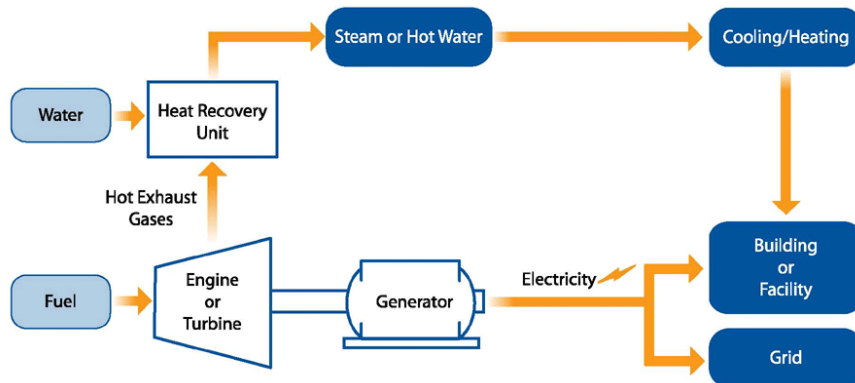 Steam or Hot Water
Cooling/Heating
Water
Heat Recovery
Unit
Hot Exhaust
Gases
Building
or
Facility
Electricity
Fuel
Engine
or
Turbine
Generator
Grid